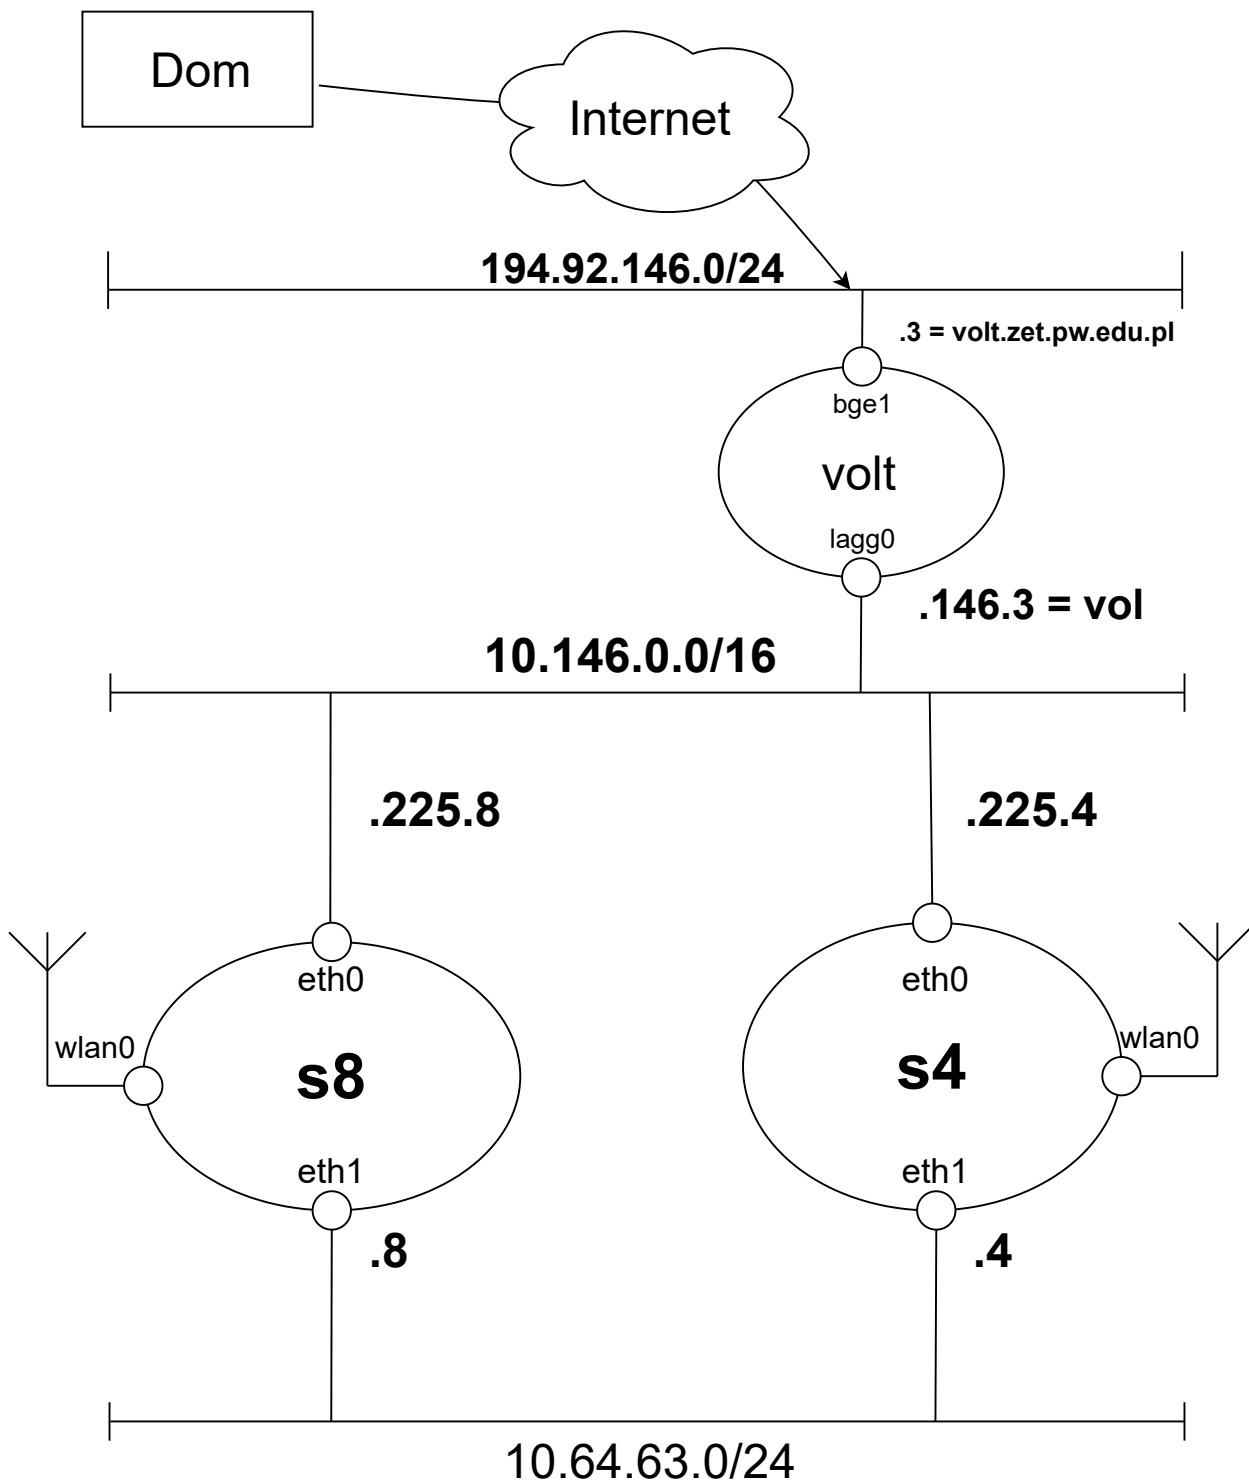 Dom
Internet
194.92.146.0/24
.3 = volt.zet.pw.edu.pl
bge1
volt
lagg0
.146.3 = vol
10.146.0.0/16
.225.8
.225.4
eth0
eth0
wlan0
wlan0
s8
s4
eth1
eth1
.8
.4
10.64.63.0/24